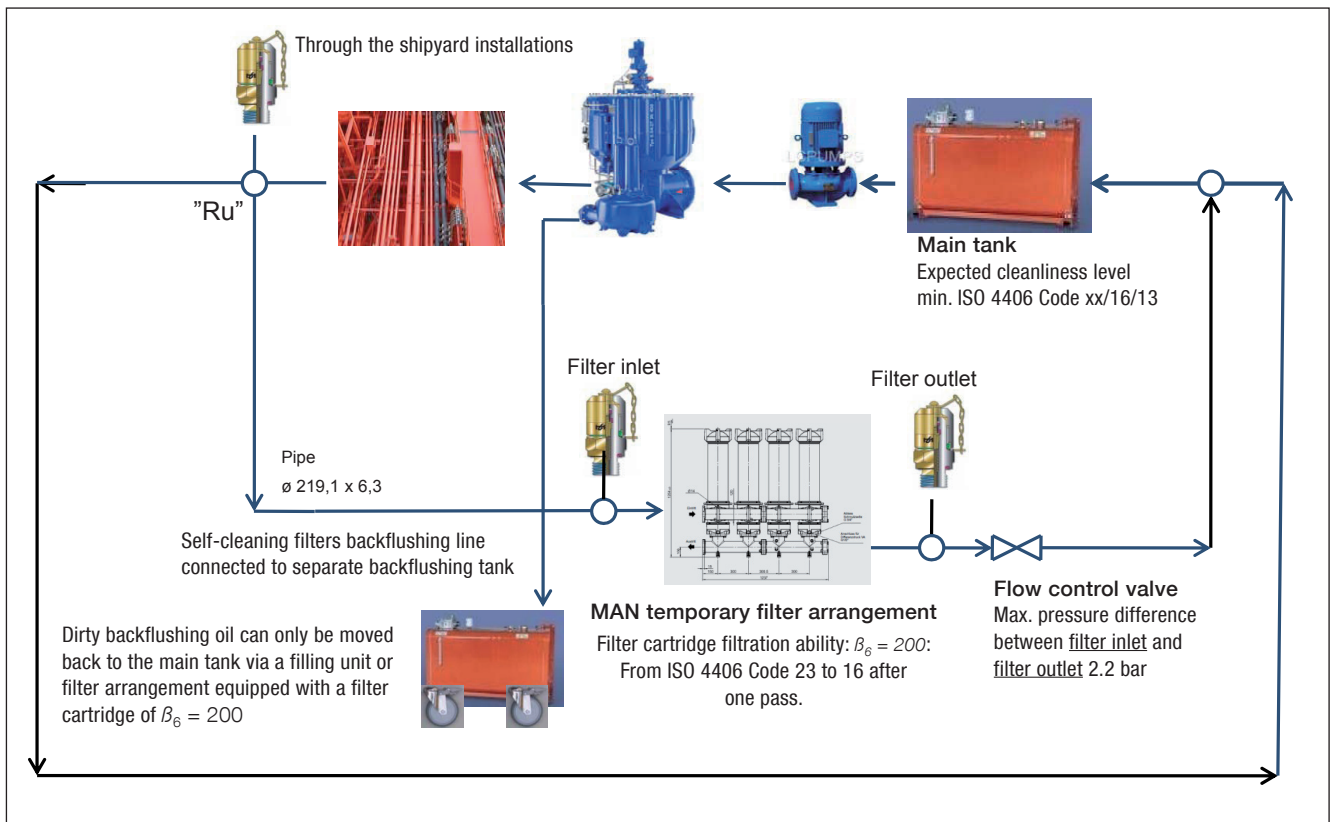 Through the shipyard installations
LCPUMPS
"Ru"
Main tank
Expected cleanliness level
min. ISO 4406 Code xx/16/13
Filter inlet
Filter outlet
Pipe
ø 219,1 x 6,3
Self-cleaning filters backflushing line
connected to separate backflushing tank
MAN temporary filter arrangement
Filter cartridge filtration ability: ß₆ = 200:
From ISO 4406 Code 23 to 16 after
one pass.
Flow control valve
Max. pressure difference
between filter inlet and
filter outlet 2.2 bar
Dirty backflushing oil can only be moved
back to the main tank via a filling unit or
filter arrangement equipped with a filter
cartridge of ß₆ = 200